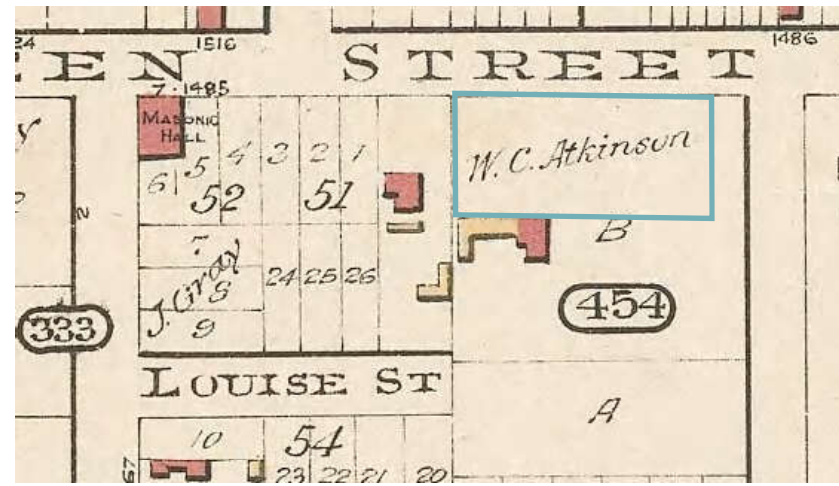 24
1516
1486
EEN STREET
7. 1485
MASONIC
HALL
W. C. Atkinson
6 5 4 3 2 1
52 51
2
7
B
J. Gray
8
24 25 26
9
333
454
LOUISE ST
A
10
54
67
23 22 21 20